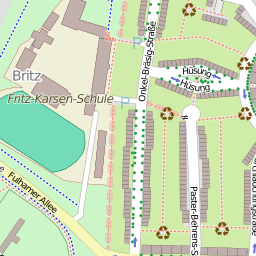 Britz
Fritz-Karsen-Schule
Onkel-Bräsig-Straße
Hüsung
Hüsung
Fulhamer Allee
Paster-Behrens-S